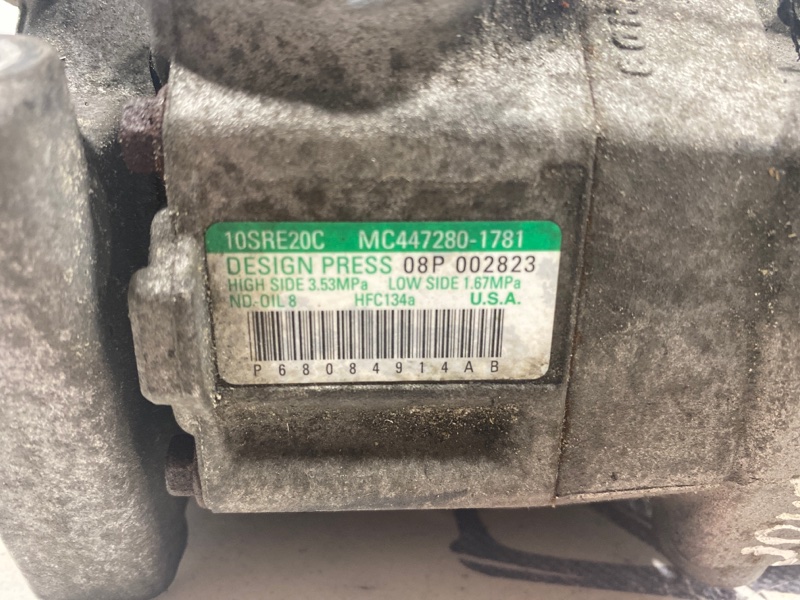 10SRE20C MC447280-1781
DESIGN PRESS 08P 002823
HIGH SIDE 3.53MPa LOW SIDE 1.67MPa
ND-OIL 8 HFC134a U.S.A.
P68084914AB